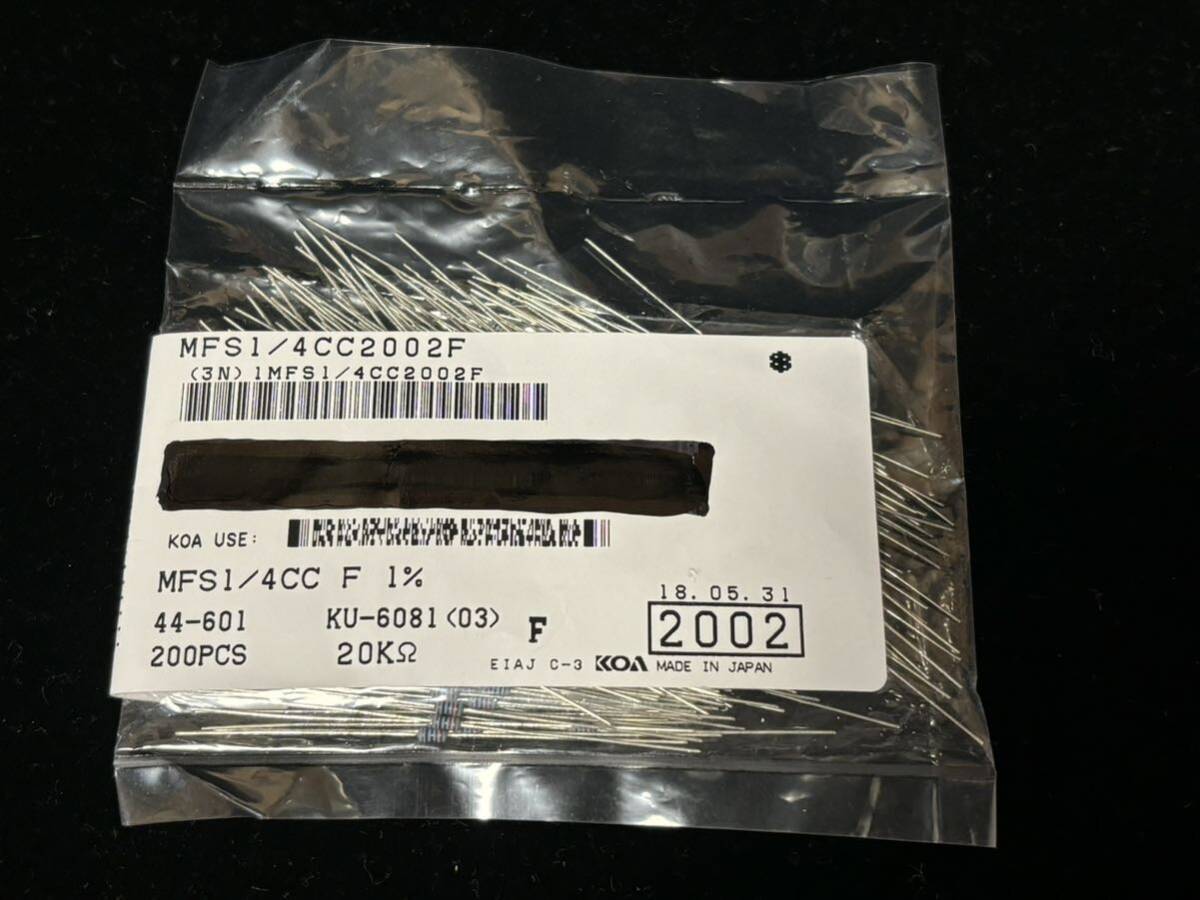 MFS1/4CC2002F
(3N)1MFS1/4CC2002F
KOA USE:
MFS1/4CC F 1%
44-601 KU-6081(03) F
18.05.31
2002
200PCS 20KΩ
EIAJ C-3 KOA MADE IN JAPAN